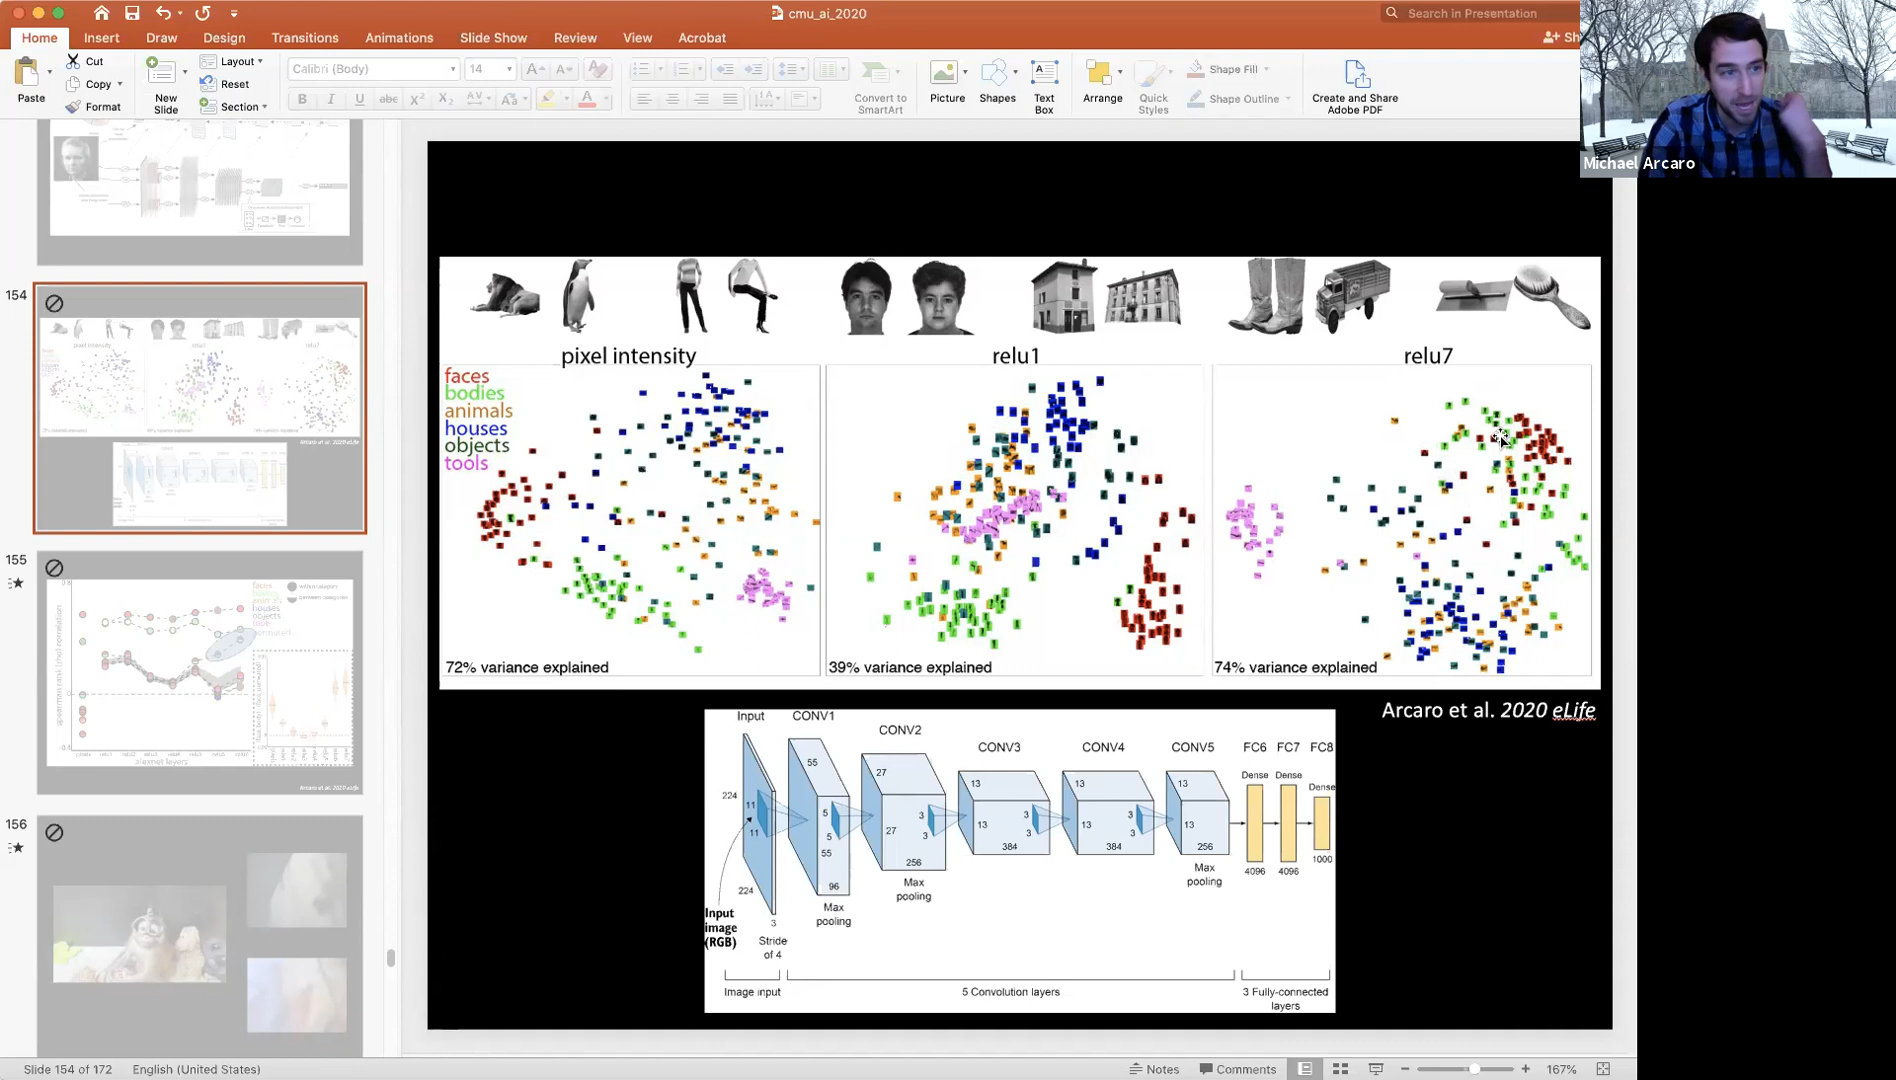 cmu_ai_2020
Search in Presentation
Home Insert Draw Design Transitions Animations Slide Show Review View Acrobat
Sh
Paste
Cut
Copy
Format
New
Slide
Layout
Reset
Section
Calibri (Body) 14
Convert to
SmartArt
Picture
Shapes
Text
Box
Arrange
Quick
Styles
Shape Fill
Shape Outline
Create and Share
Adobe PDF
Michael Arcaro
154
155
156
pixel intensity
relu1
relu7
faces
bodies
animals
houses
objects
tools
72% variance explained
39% variance explained
74% variance explained
Arcaro et al. 2020 eLife
Input CONV1 CONV2 CONV3 CONV4 CONV5 FC6 FC7 FC8
Dense Dense Dense
224
11
11
224
3
Stride
of 4
Input
image
(RGB)
55
5
5
55
96
Max
pooling
27
3
3
27
256
Max
pooling
13
3
3
13
384
13
3
3
13
384
13
13
256
Max
pooling
4096 4096 1000
Image input
5 Convolution layers
3 Fully-connected
layers
Slide 154 of 172
English (United States)
Notes
Comments
167%